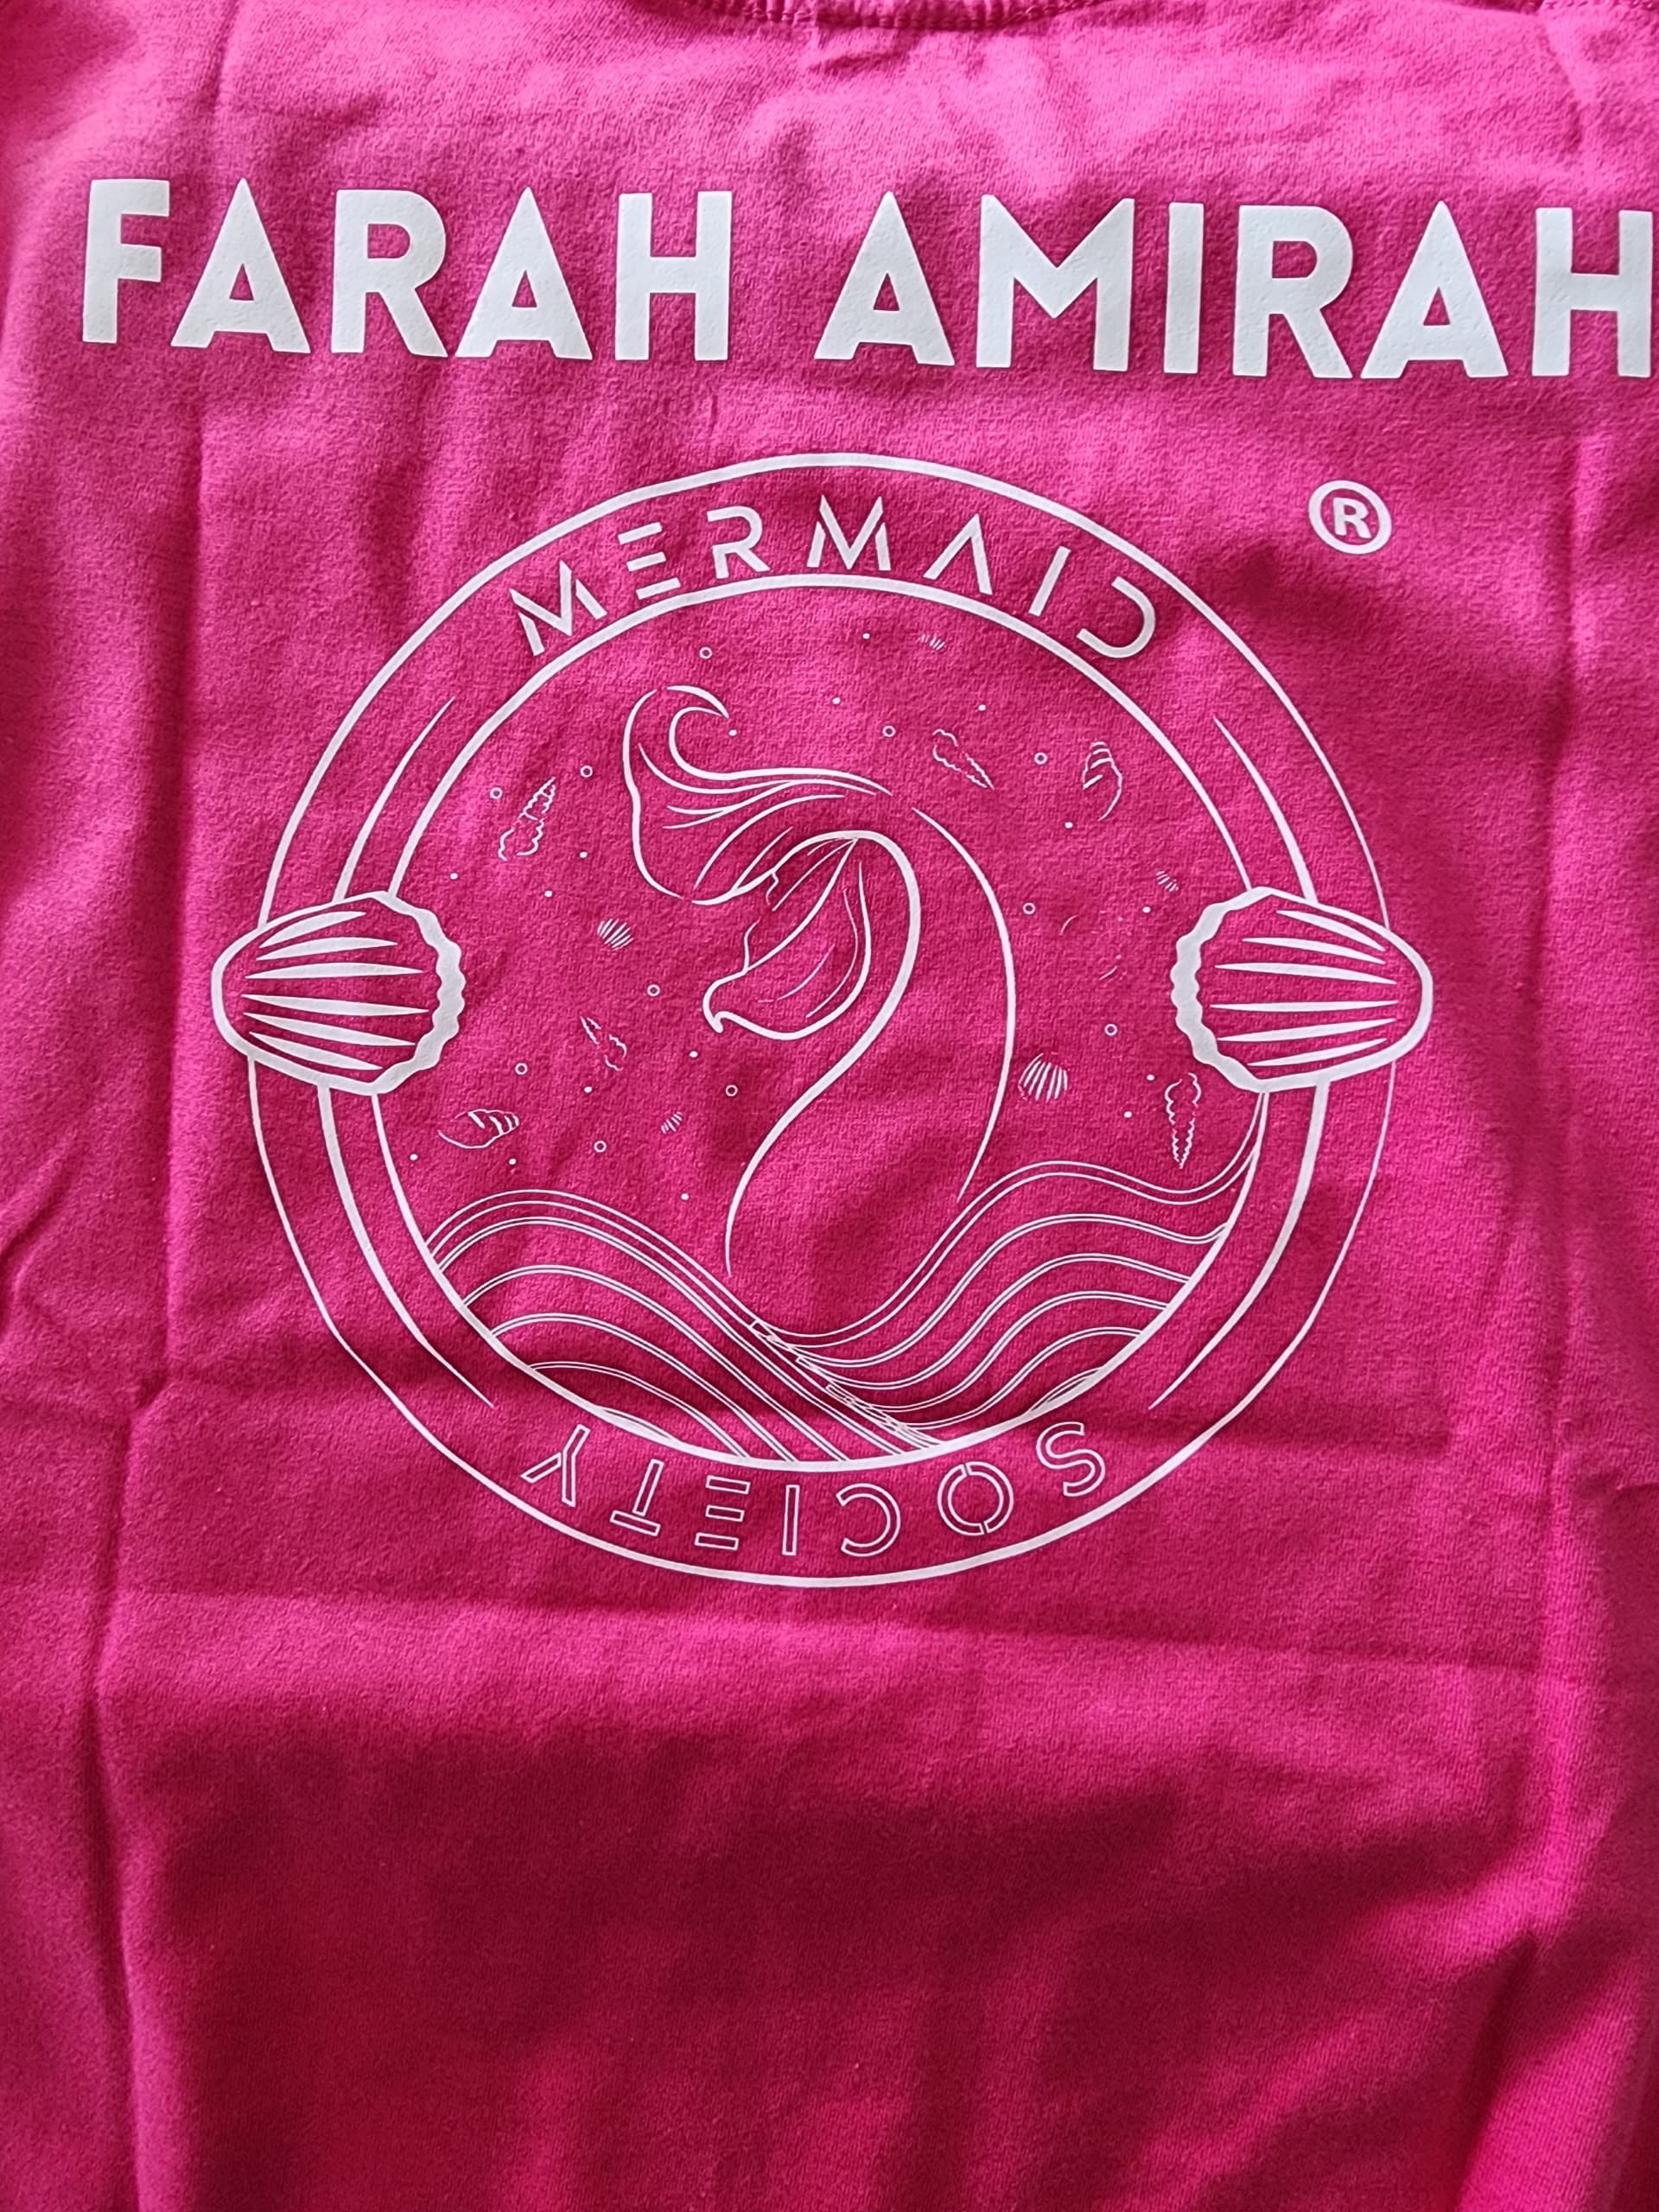 FARAH AMIRAH
®
MERMAID
SOCIETY